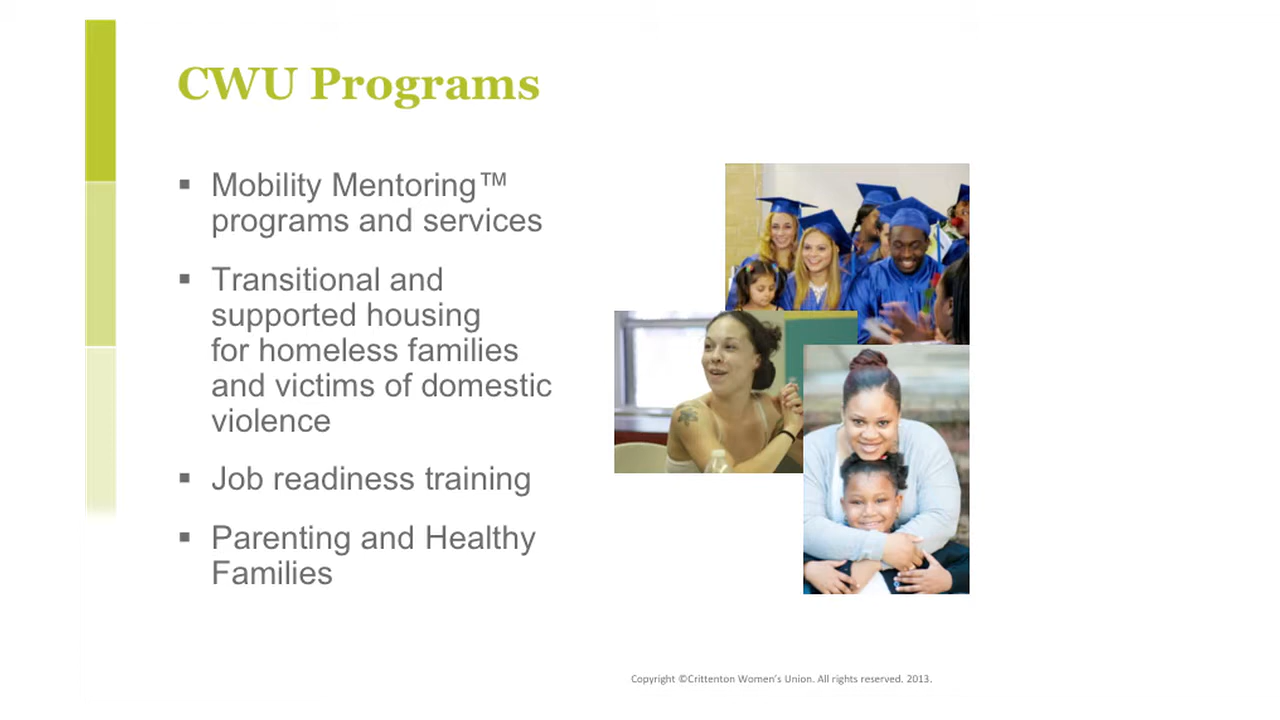 CWU Programs
▪ Mobility Mentoring™
programs and services
▪ Transitional and
supported housing
for homeless families
and victims of domestic
violence
▪ Job readiness training
▪ Parenting and Healthy
Families
Copyright ©Crittenton Women's Union. All rights reserved. 2013.